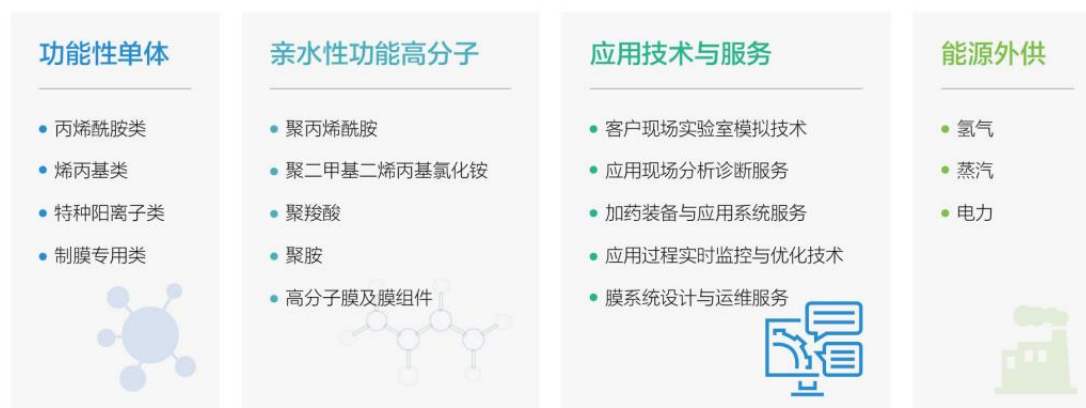 功能性单体
丙烯酰胺类
烯丙基类
特种阳离子类
制膜专用类
亲水性功能高分子
聚丙烯酰胺
聚二甲基二烯丙基氯化铵
聚羧酸
聚胺
高分子膜及膜组件
应用技术与服务
客户现场实验室模拟技术
应用现场分析诊断服务
加药装备与应用系统服务
应用过程实时监控与优化技术
膜系统设计与运维服务
能源外供
氢气
蒸汽
电力